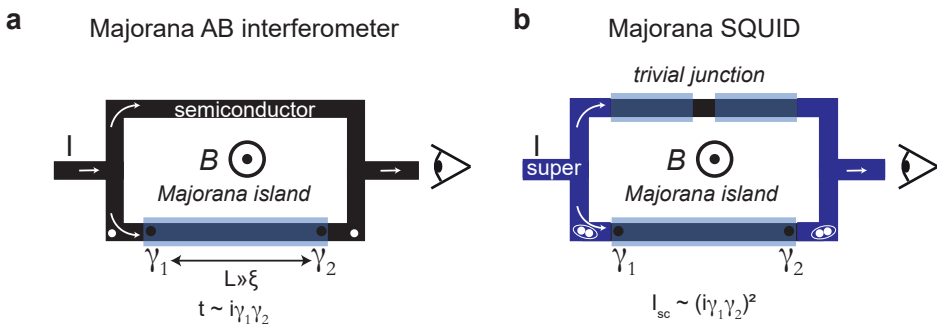 a Majorana AB interferometer
semiconductor
I
B
Majorana island
γ₁ γ₂
L»ξ
t ~ iγ₁γ₂
b Majorana SQUID
trivial junction
I
super
B
Majorana island
γ₁ γ₂
Isc ~ (iγ₁γ₂)²